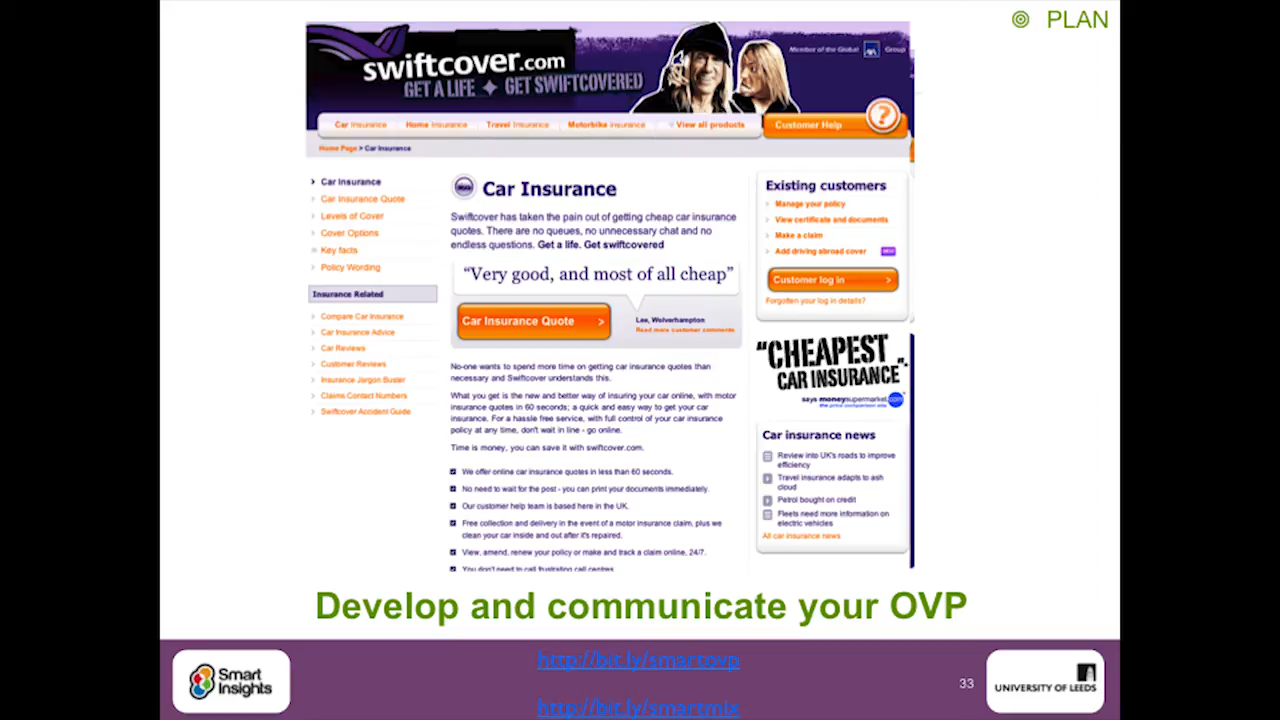 PLAN
swiftcover.com
GET A LIFE GET SWIFTCOVERED
Member of the Global AXA Group
Car Insurance Home Insurance Travel Insurance Motorbike Insurance View all products Customer Help ?
Home Page > Car Insurance
Car Insurance
Car Insurance Quote
Levels of Cover
Cover Options
Key facts
Policy Wording
Insurance Related
Compare Car Insurance
Car Insurance Advice
Car Reviews
Customer Reviews
Insurance Jargon Buster
Claims Contact Numbers
Swiftcover Accident Guide
Car Insurance
Swiftcover has taken the pain out of getting cheap car insurance
quotes. There are no queues, no unnecessary chat and no
endless questions. Get a life. Get swiftcovered
“Very good, and most of all cheap”
Car Insurance Quote >
Lee, Wolverhampton
Read more customer comments
No-one wants to spend more time on getting car insurance quotes than
necessary and Swiftcover understands this.
What you get is the new and better way of insuring your car online, with motor
insurance quotes in 60 seconds; a quick and easy way to get your car
insurance. For a hassle free service, with full control of your car insurance
policy at any time, don't wait in line - go online.
Time is money, you can save it with swiftcover.com.
We offer online car insurance quotes in less than 60 seconds.
No need to wait for the post - you can print your documents immediately.
Our customer help team is based here in the UK.
Free collection and delivery in the event of a motor insurance claim, plus we
clean your car inside and out after it's repaired.
View, amend, renew your policy or make and track a claim online, 24/7.
You don't need to call frustrating call centres.
Existing customers
Manage your policy
View certificate and documents
Make a claim
Add driving abroad cover
Customer log in >
Forgotten your log in details?
“CHEAPEST
CAR INSURANCE”
says moneysupermarket.com
the price comparison site
Car insurance news
Review into UK's roads to improve
efficiency
Travel insurance adapts to ash
cloud
Petrol bought on credit
Fleets need more information on
electric vehicles
All car insurance news
Develop and communicate your OVP
http://bit.ly/smartovp
http://bit.ly/smartmix
Smart
Insights
33
UNIVERSITY OF LEEDS